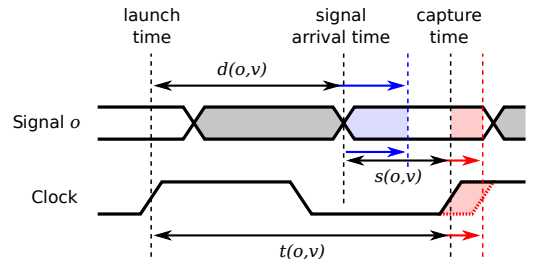 launch
time
signal
arrival time
capture
time
d(o,v)
Signal o
s(o,v)
Clock
t(o,v)